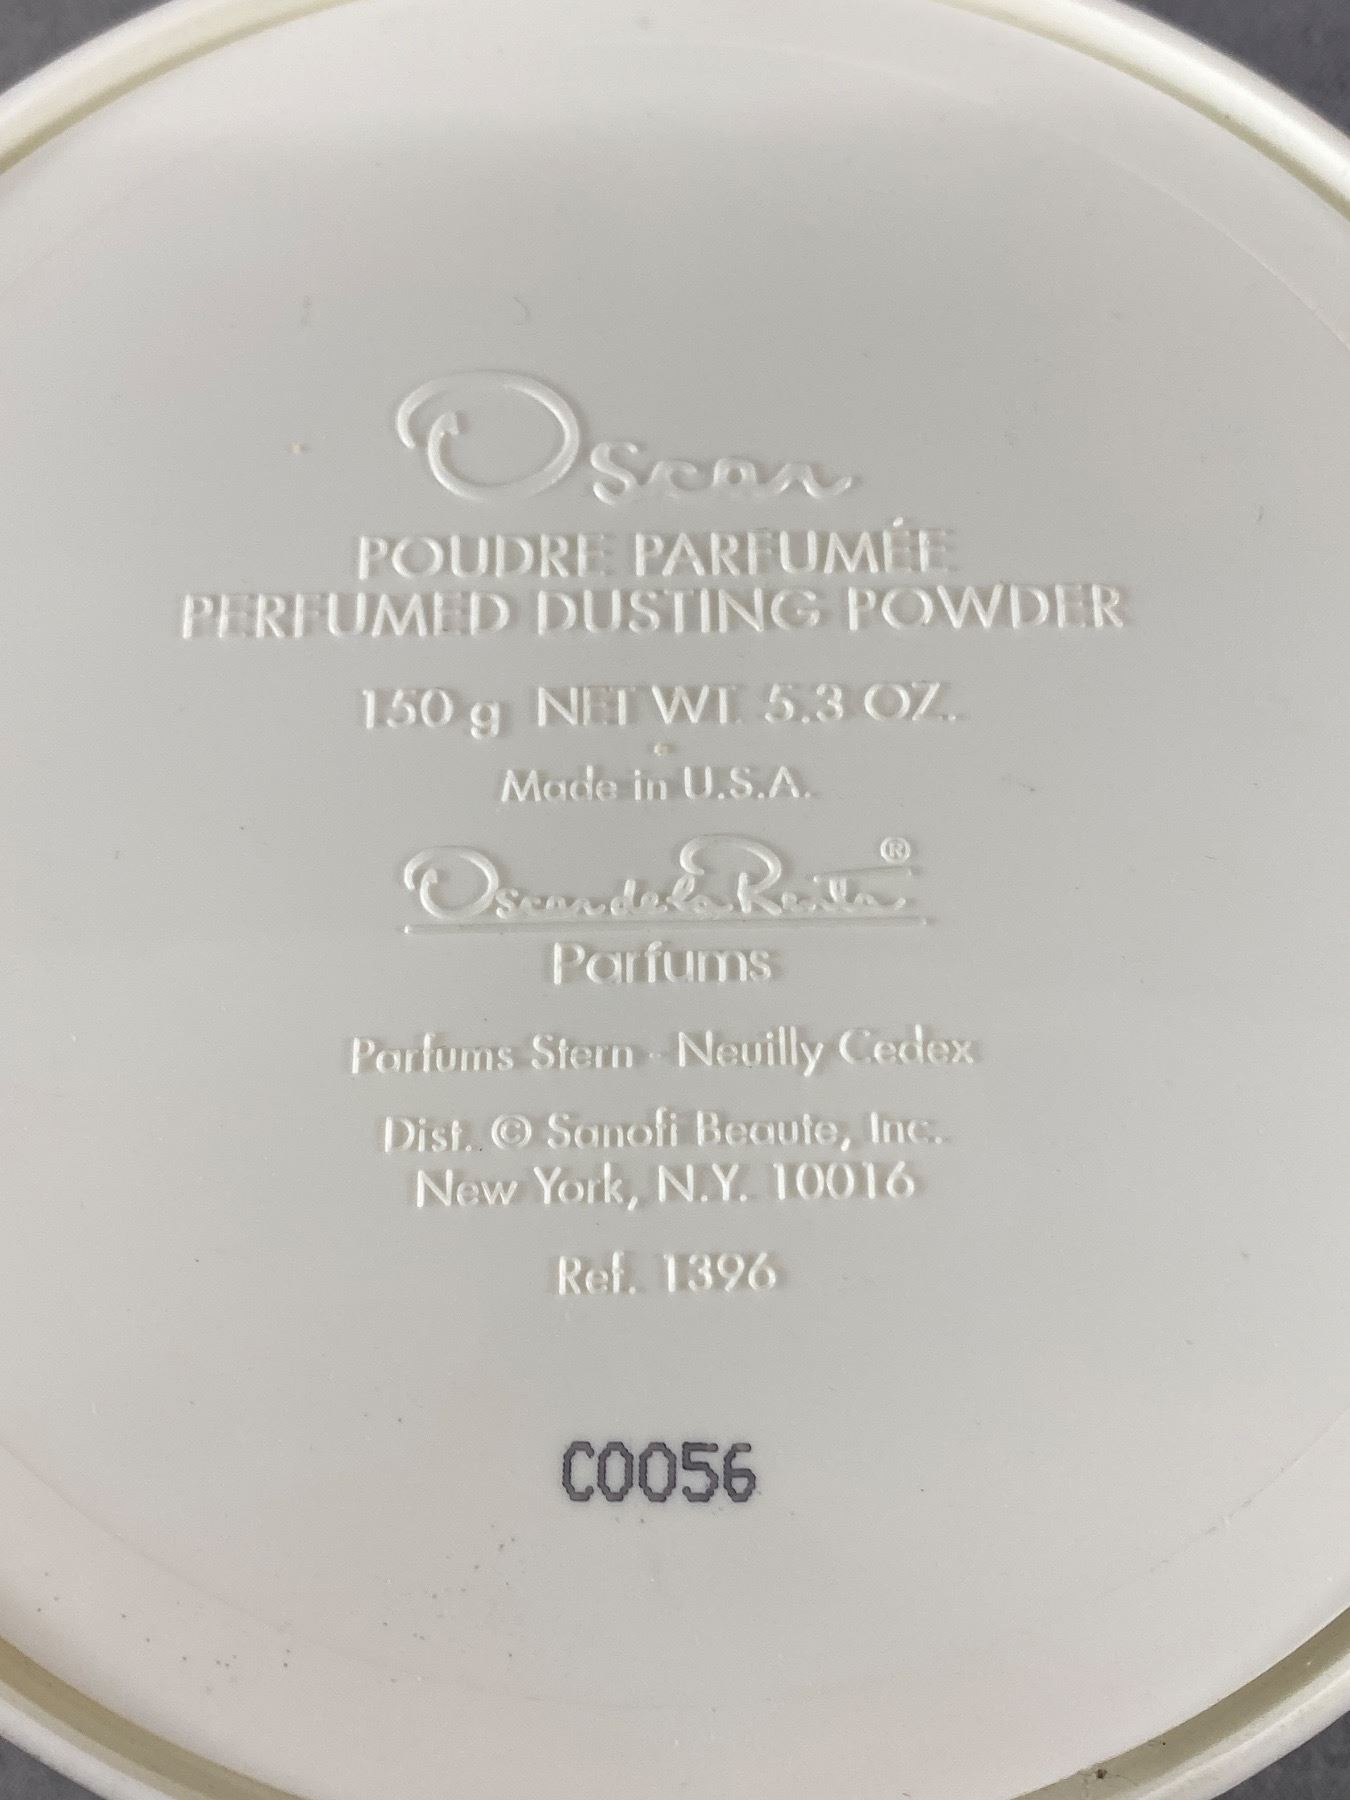 Oscar
POUDRE PARFUMÉE
PERFUMED DUSTING POWDER
150 g NET WT. 5.3 OZ.
Made in U.S.A.
Oscar de la Renta®
Parfums
Parfums Stern - Neuilly Cedex
Dist. © Sanofi Beaute, Inc.
New York, N.Y. 10016
Ref. 1396
C0056